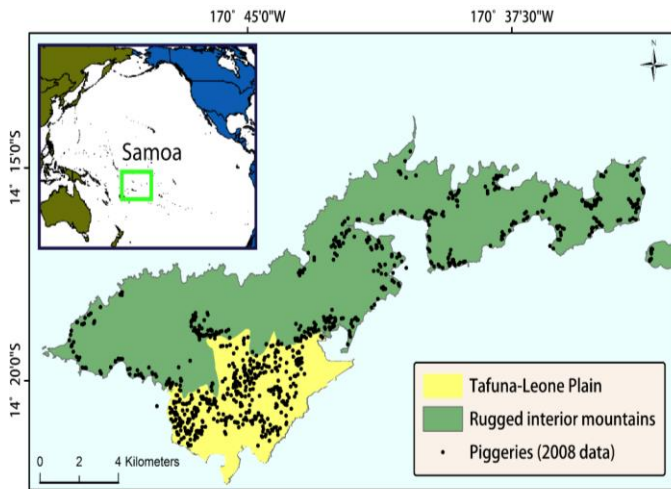 170° 45'0"W 170° 37'30"W
N
Samoa
14° 15'0"S
14° 20'0"S
Tafuna-Leone Plain
Rugged interior mountains
Piggeries (2008 data)
0 2 4 Kilometers